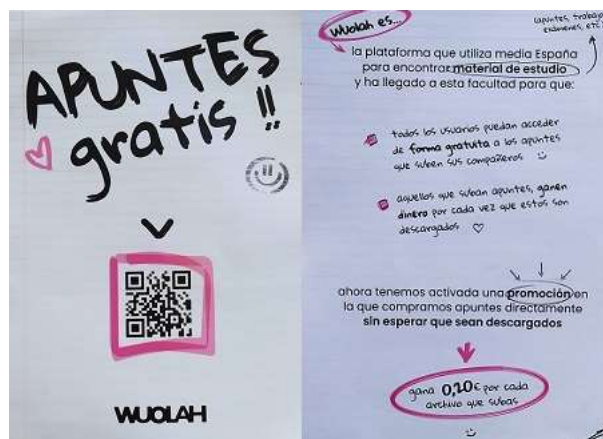 APUNTES
gratis!!
WUOLAH
wuolah es...
(apuntes, trabajos,
exámenes, etc
la plataforma que utiliza media España
para encontrar material de estudio
y ha llegado a esta facultad para que:
todos los usuarios puedan acceder
de forma gratuita a los apuntes
que suben sus compañeros
aquellos que suban apuntes, ganen
dinero por cada vez que estos son
descargados
ahora tenemos activada una promoción en
la que compramos apuntes directamente
sin esperar que sean descargados
gana 0,20€ por cada
archivo que subas